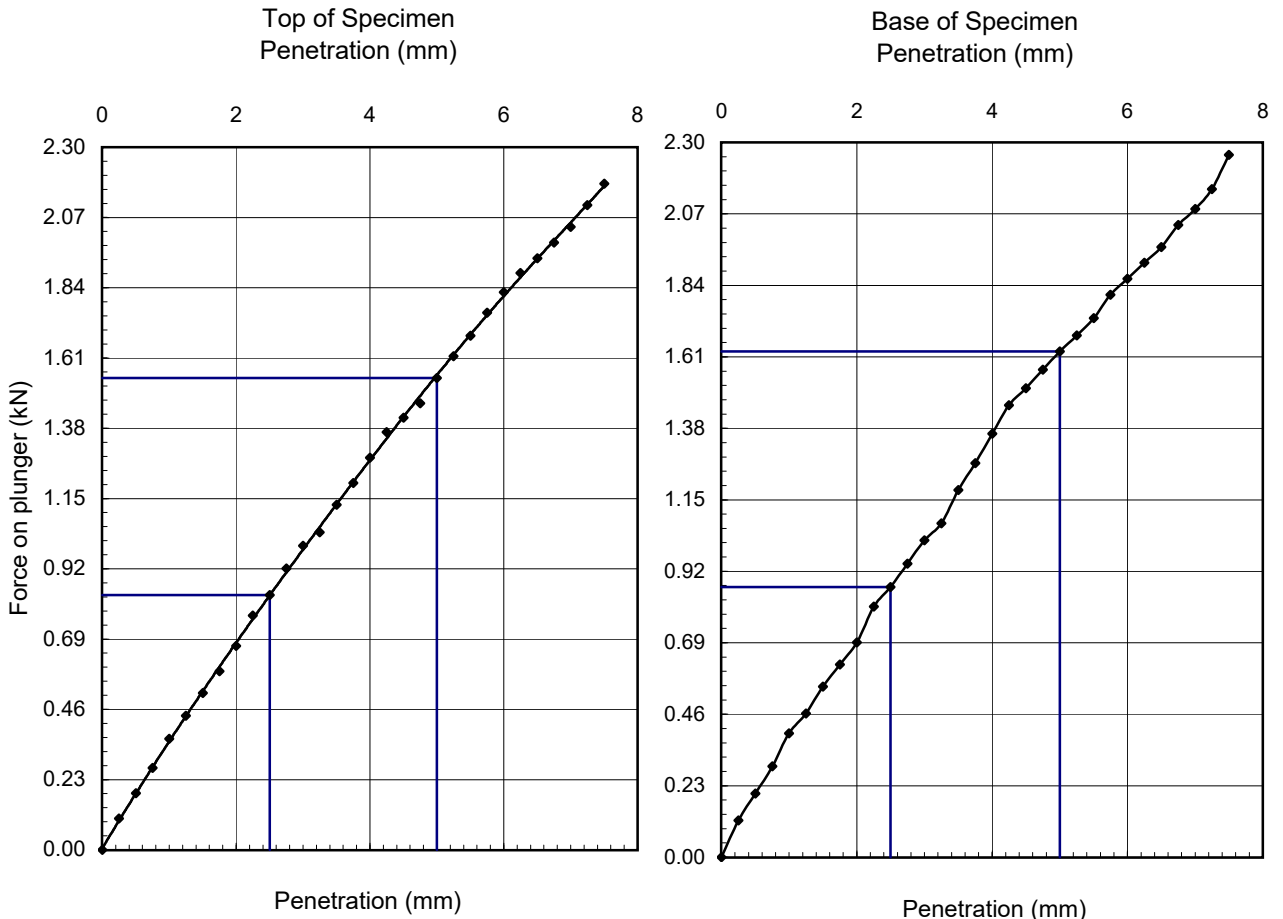 Top of Specimen
Penetration (mm)
0 2 4 6 8
2.30
2.07
1.84
1.61
1.38
1.15
0.92
0.69
0.46
0.23
0.00
Force on plunger (kN)
Penetration (mm)
Base of Specimen
Penetration (mm)
0 2 4 6 8
2.30
2.07
1.84
1.61
1.38
1.15
0.92
0.69
0.46
0.23
0.00
Penetration (mm)